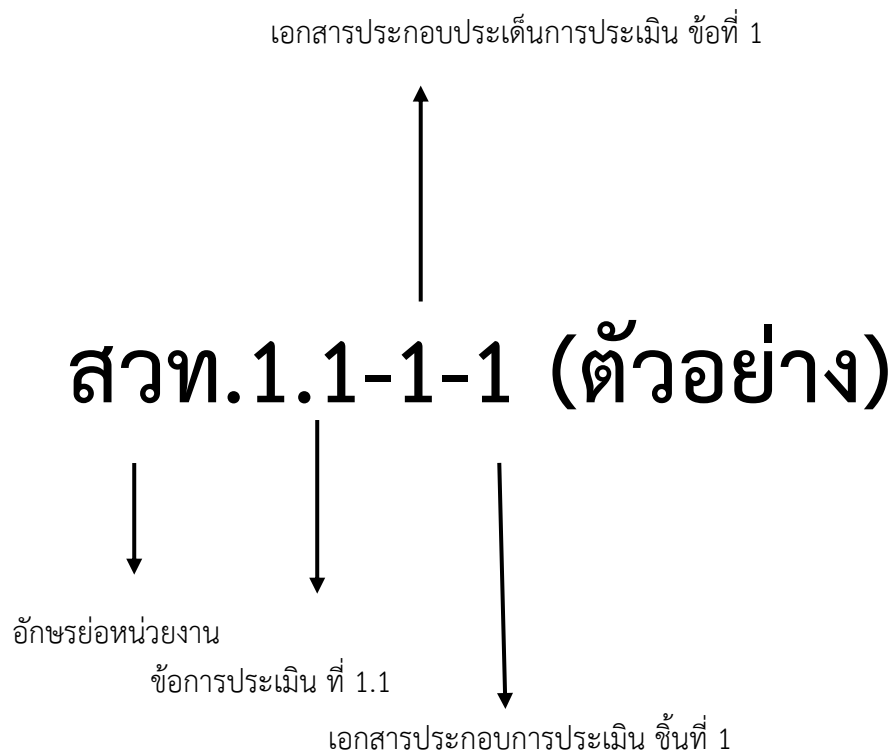 เอกสารประกอบประเด็นการประเมิน ข้อที่ 1
สวท.1.1-1-1 (ตัวอย่าง)
อักษรย่อหน่วยงาน
ข้อการประเมิน ที่ 1.1
เอกสารประกอบการประเมิน ชิ้นที่ 1